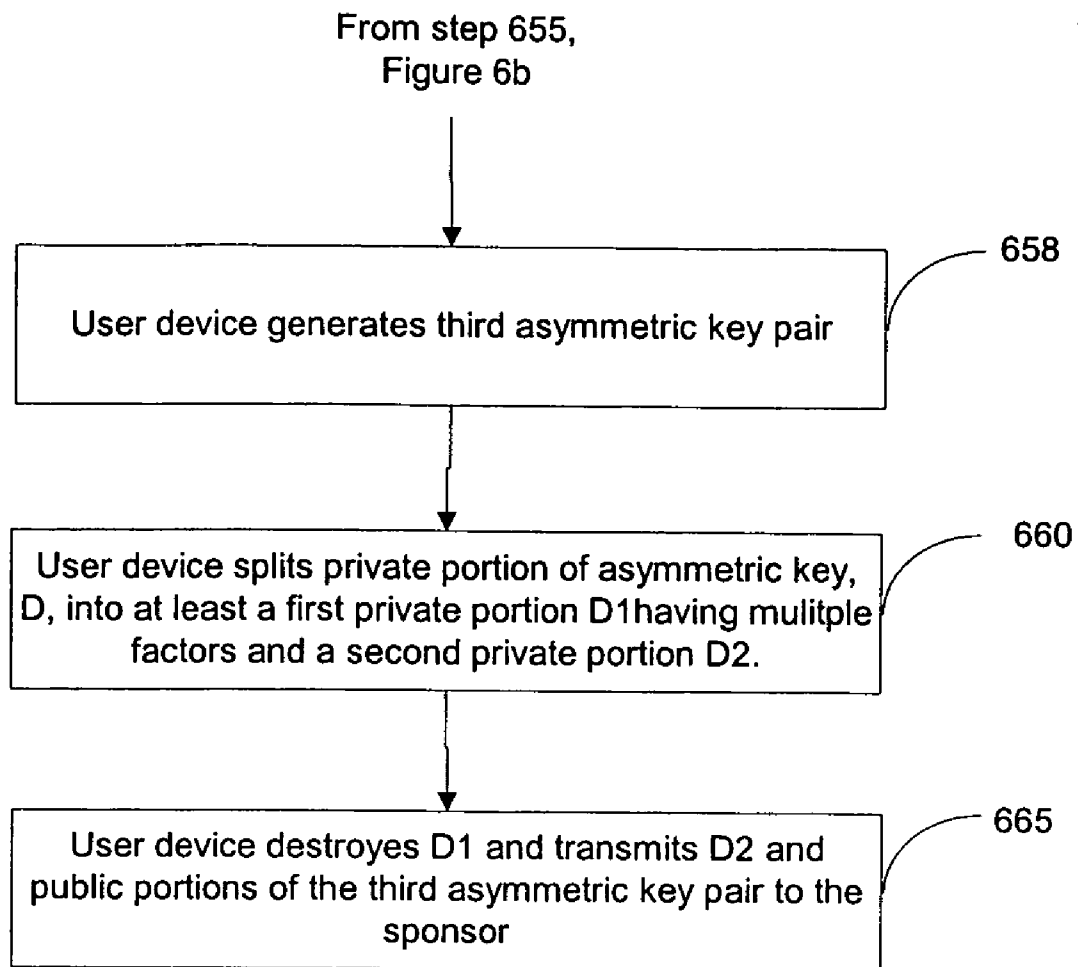 From step 655,
Figure 6b
658
User device generates third asymmetric key pair
660
User device splits private portion of asymmetric key,
D, into at least a first private portion D1having mulitple
factors and a second private portion D2.
665
User device destroyes D1 and transmits D2 and
public portions of the third asymmetric key pair to the
sponsor